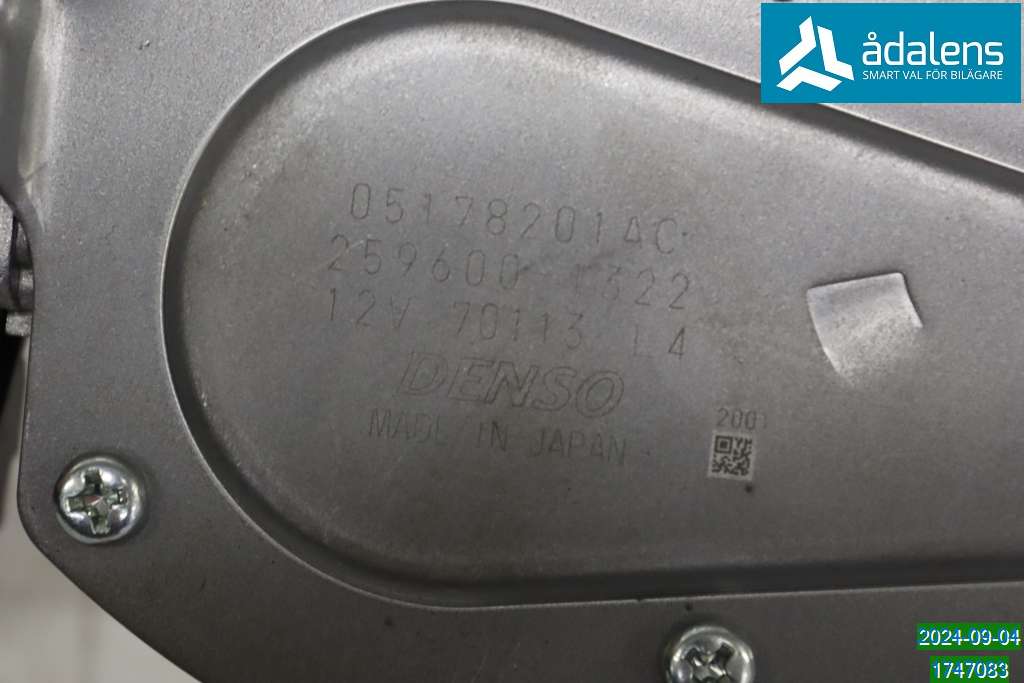 ådalens
SMART VAL FÖR BILÄGARE
05178201AC
259600-1322
12V 70113 L4
DENSO
MADE IN JAPAN
2001
2024-09-04
1747083